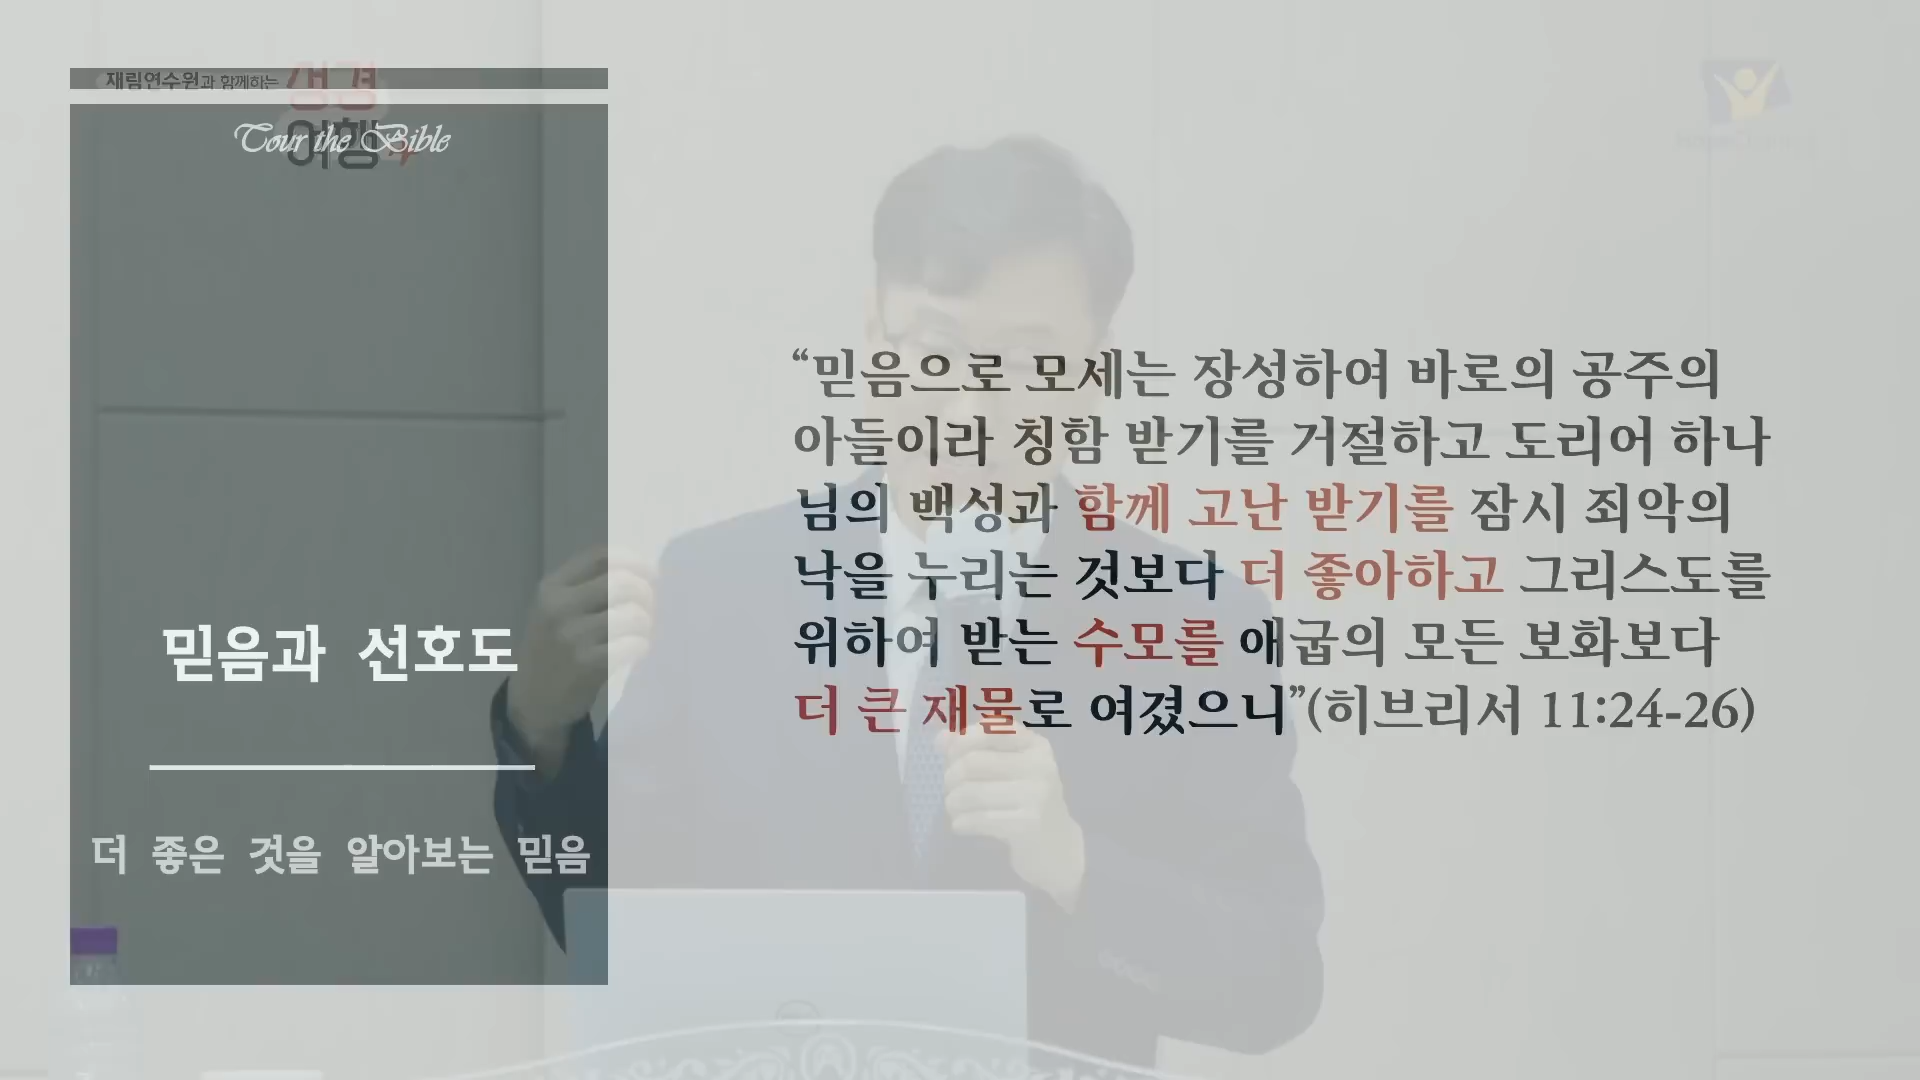 재림연수원과 함께하는 성경
여행
Tour the Bible
믿음과 선호도
더 좋은 것을 알아보는 믿음
“믿음으로 모세는 장성하여 바로의 공주의
아들이라 칭함 받기를 거절하고 도리어 하나
님의 백성과 함께 고난 받기를 잠시 죄악의
낙을 누리는 것보다 더 좋아하고 그리스도를
위하여 받는 수모를 애굽의 모든 보화보다
더 큰 재물로 여겼으니”(히브리서 11:24-26)